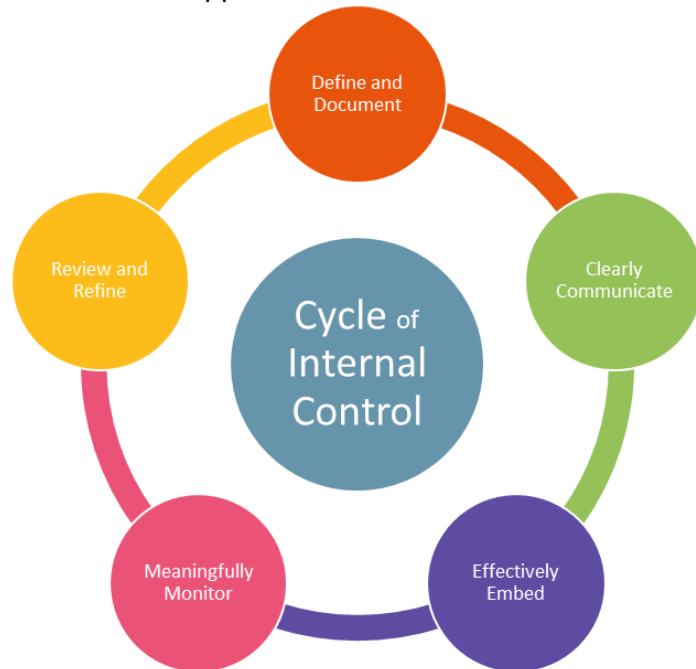 Define and
Document
Clearly
Communicate
Effectively
Embed
Meaningfully
Monitor
Review and
Refine
Cycle of
Internal
Control